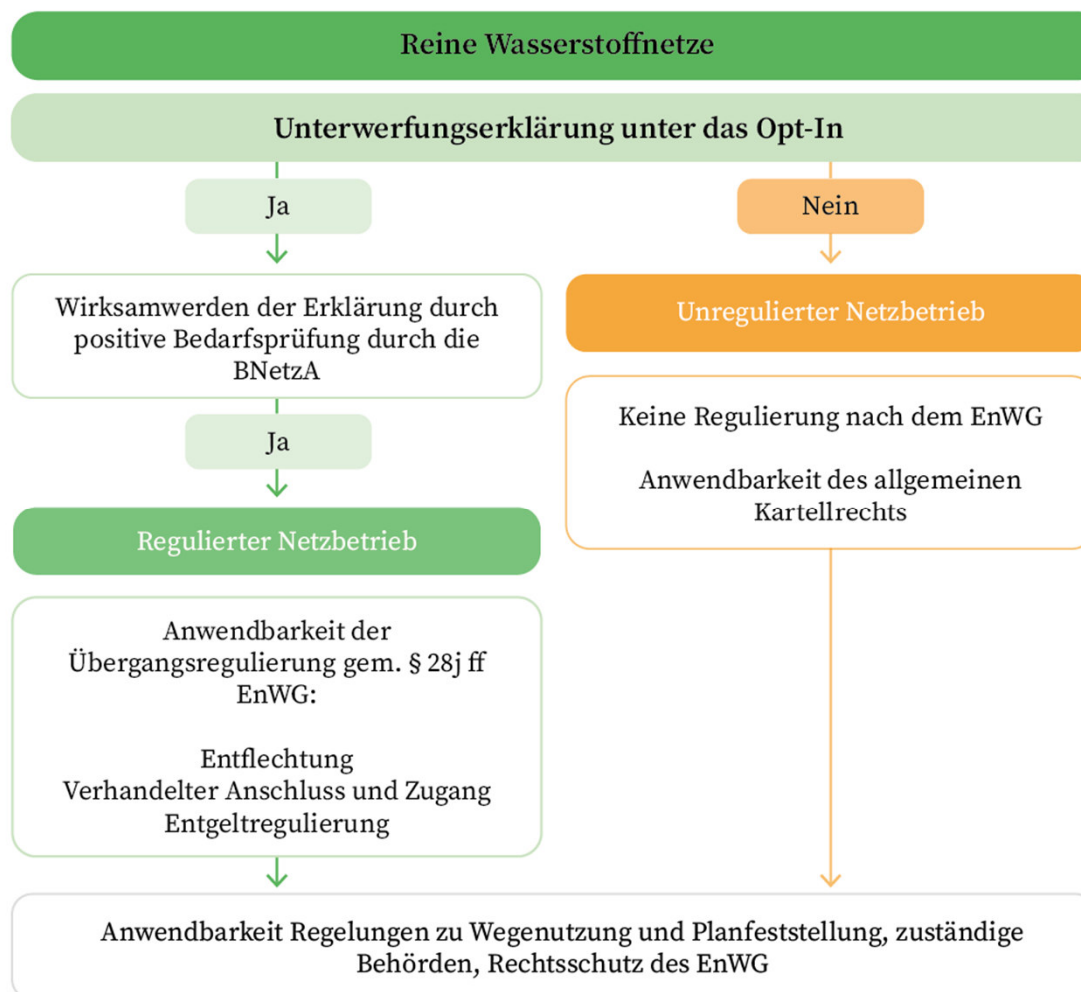 Reine Wasserstoffnetze
Unterwerfungserklärung unter das Opt-In
Ja
Nein
Wirksamwerden der Erklärung durch
positive Bedarfsprüfung durch die
BNetzA
Ja
Regulierter Netzbetrieb
Anwendbarkeit der
Übergangsregulierung gem. § 28j ff
EnWG:
Entflechtung
Verhandelter Anschluss und Zugang
Entgeltregulierung
Unregulierter Netzbetrieb
Keine Regulierung nach dem EnWG
Anwendbarkeit des allgemeinen
Kartellrechts
Anwendbarkeit Regelungen zu Wegenutzung und Planfeststellung, zuständige
Behörden, Rechtsschutz des EnWG